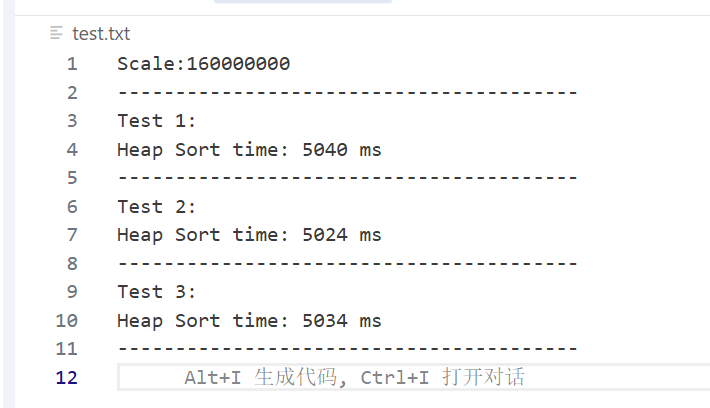 test.txt
1 Scale:160000000
2 ----------------------------------------
3 Test 1:
4 Heap Sort time: 5040 ms
5 ----------------------------------------
6 Test 2:
7 Heap Sort time: 5024 ms
8 ----------------------------------------
9 Test 3:
10 Heap Sort time: 5034 ms
11 ----------------------------------------
12 Alt+I 生成代码, Ctrl+I 打开对话